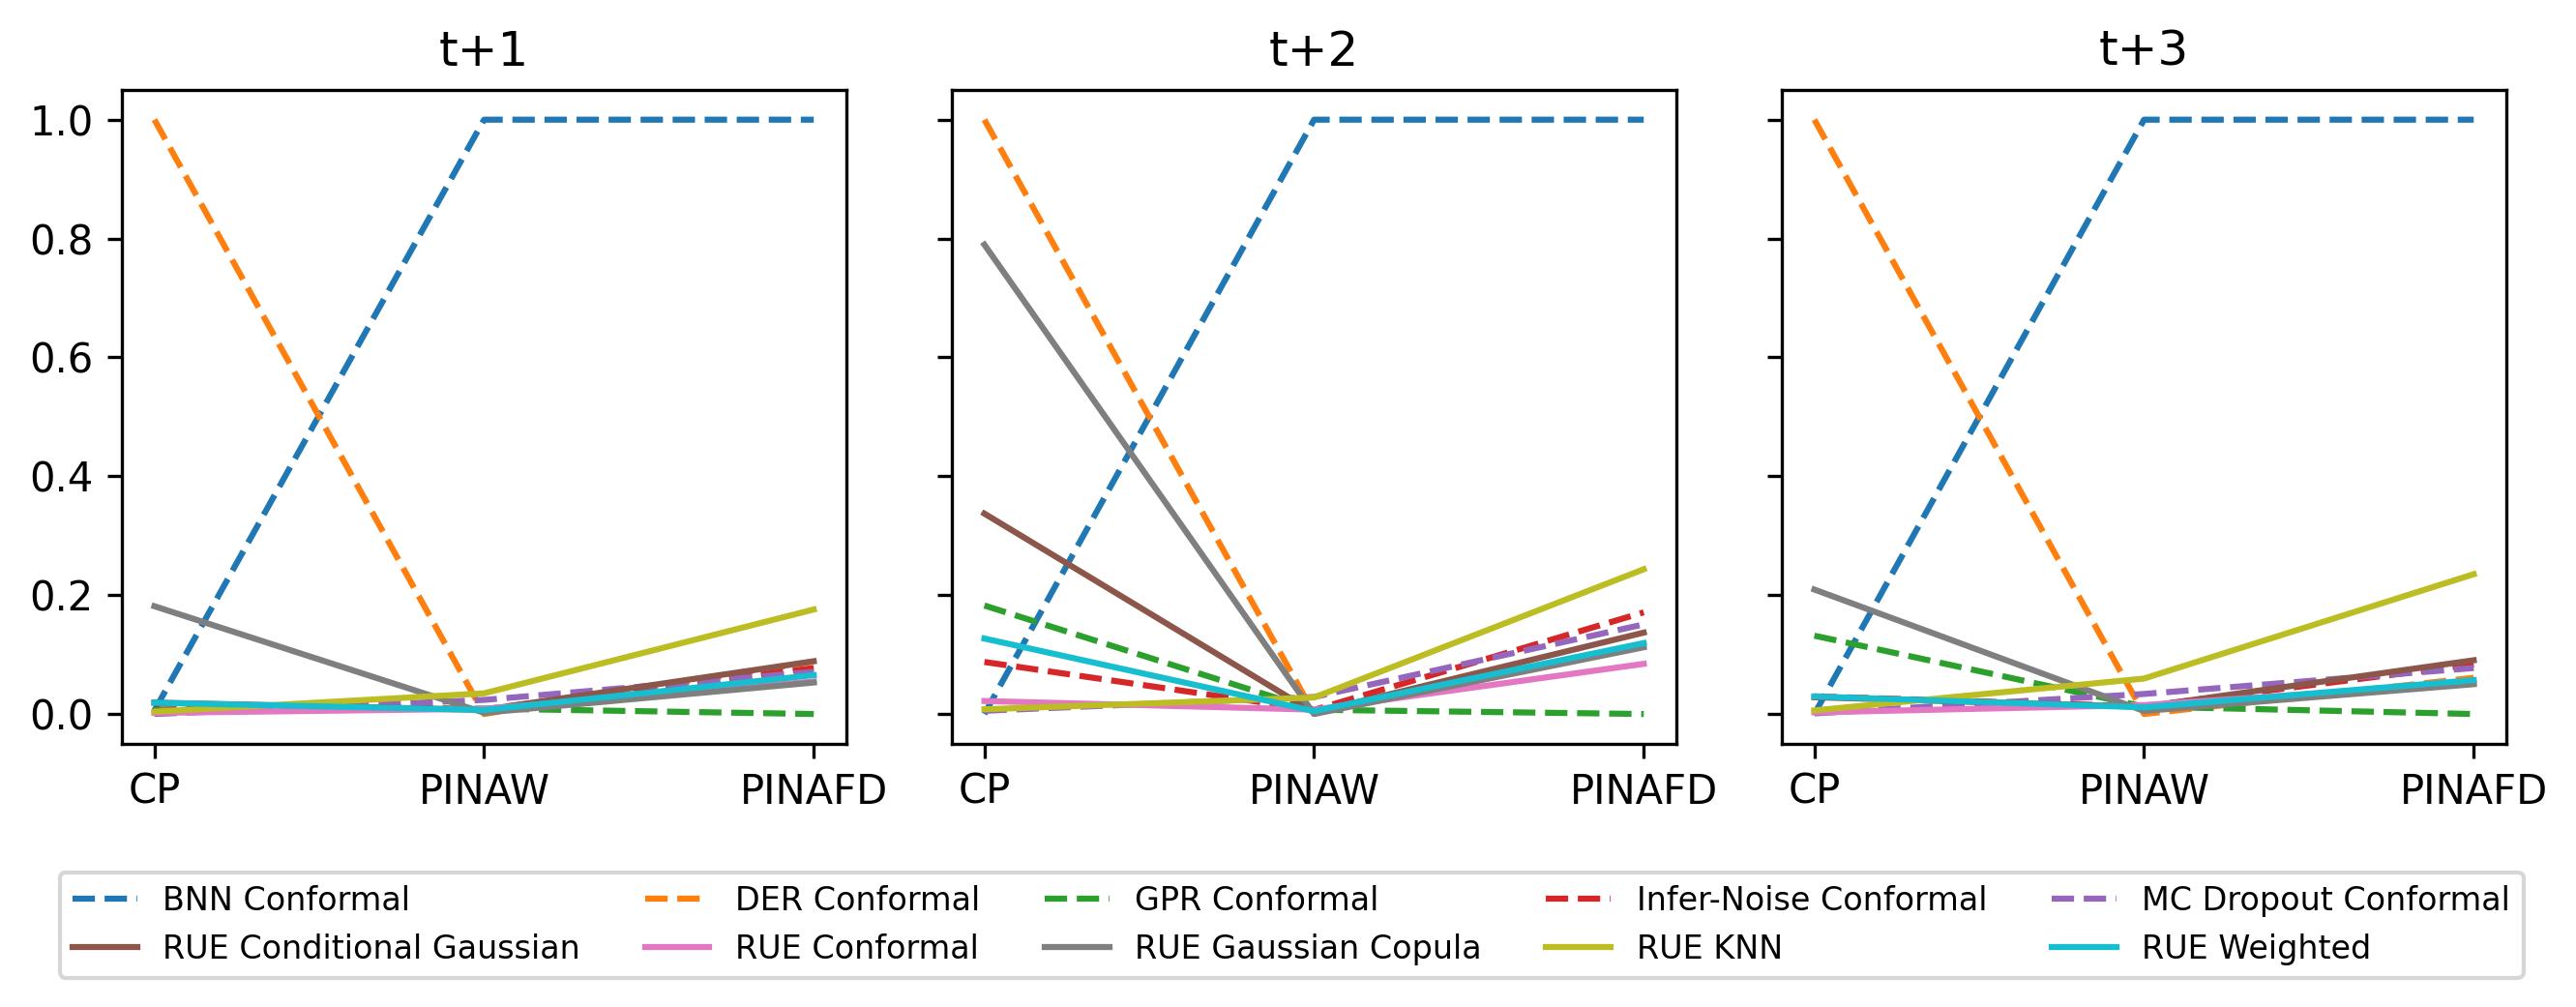 t+1 t+2 t+3
1.0
0.8
0.6
0.4
0.2
0.0
CP PINAW PINAFD CP PINAW PINAFD CP PINAW PINAFD
BNN Conformal DER Conformal GPR Conformal Infer-Noise Conformal MC Dropout Conformal
RUE Conditional Gaussian RUE Conformal RUE Gaussian Copula RUE KNN RUE Weighted